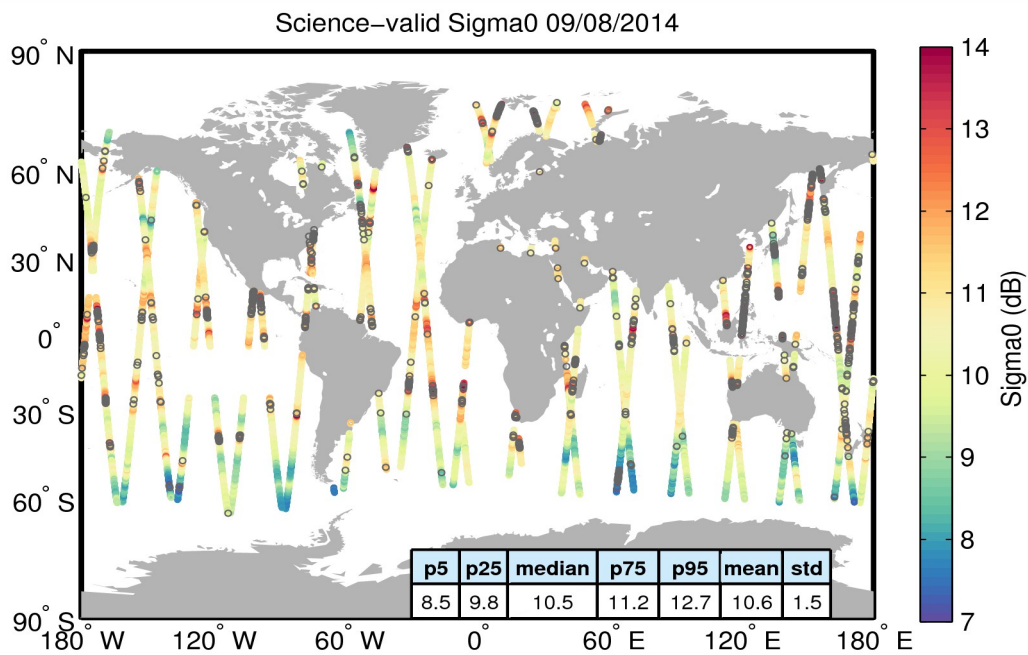 Science−valid Sigma0 09/08/2014
90° N
60° N
30° N
0°
30° S
60° S
90° S
180° W
120° W
60° W
0°
60° E
120° E
180° E
p5 p25 median p75 p95 mean std
8.5 9.8 10.5 11.2 12.7 10.6 1.5
14
13
12
11
10
9
8
7
Sigma0 (dB)